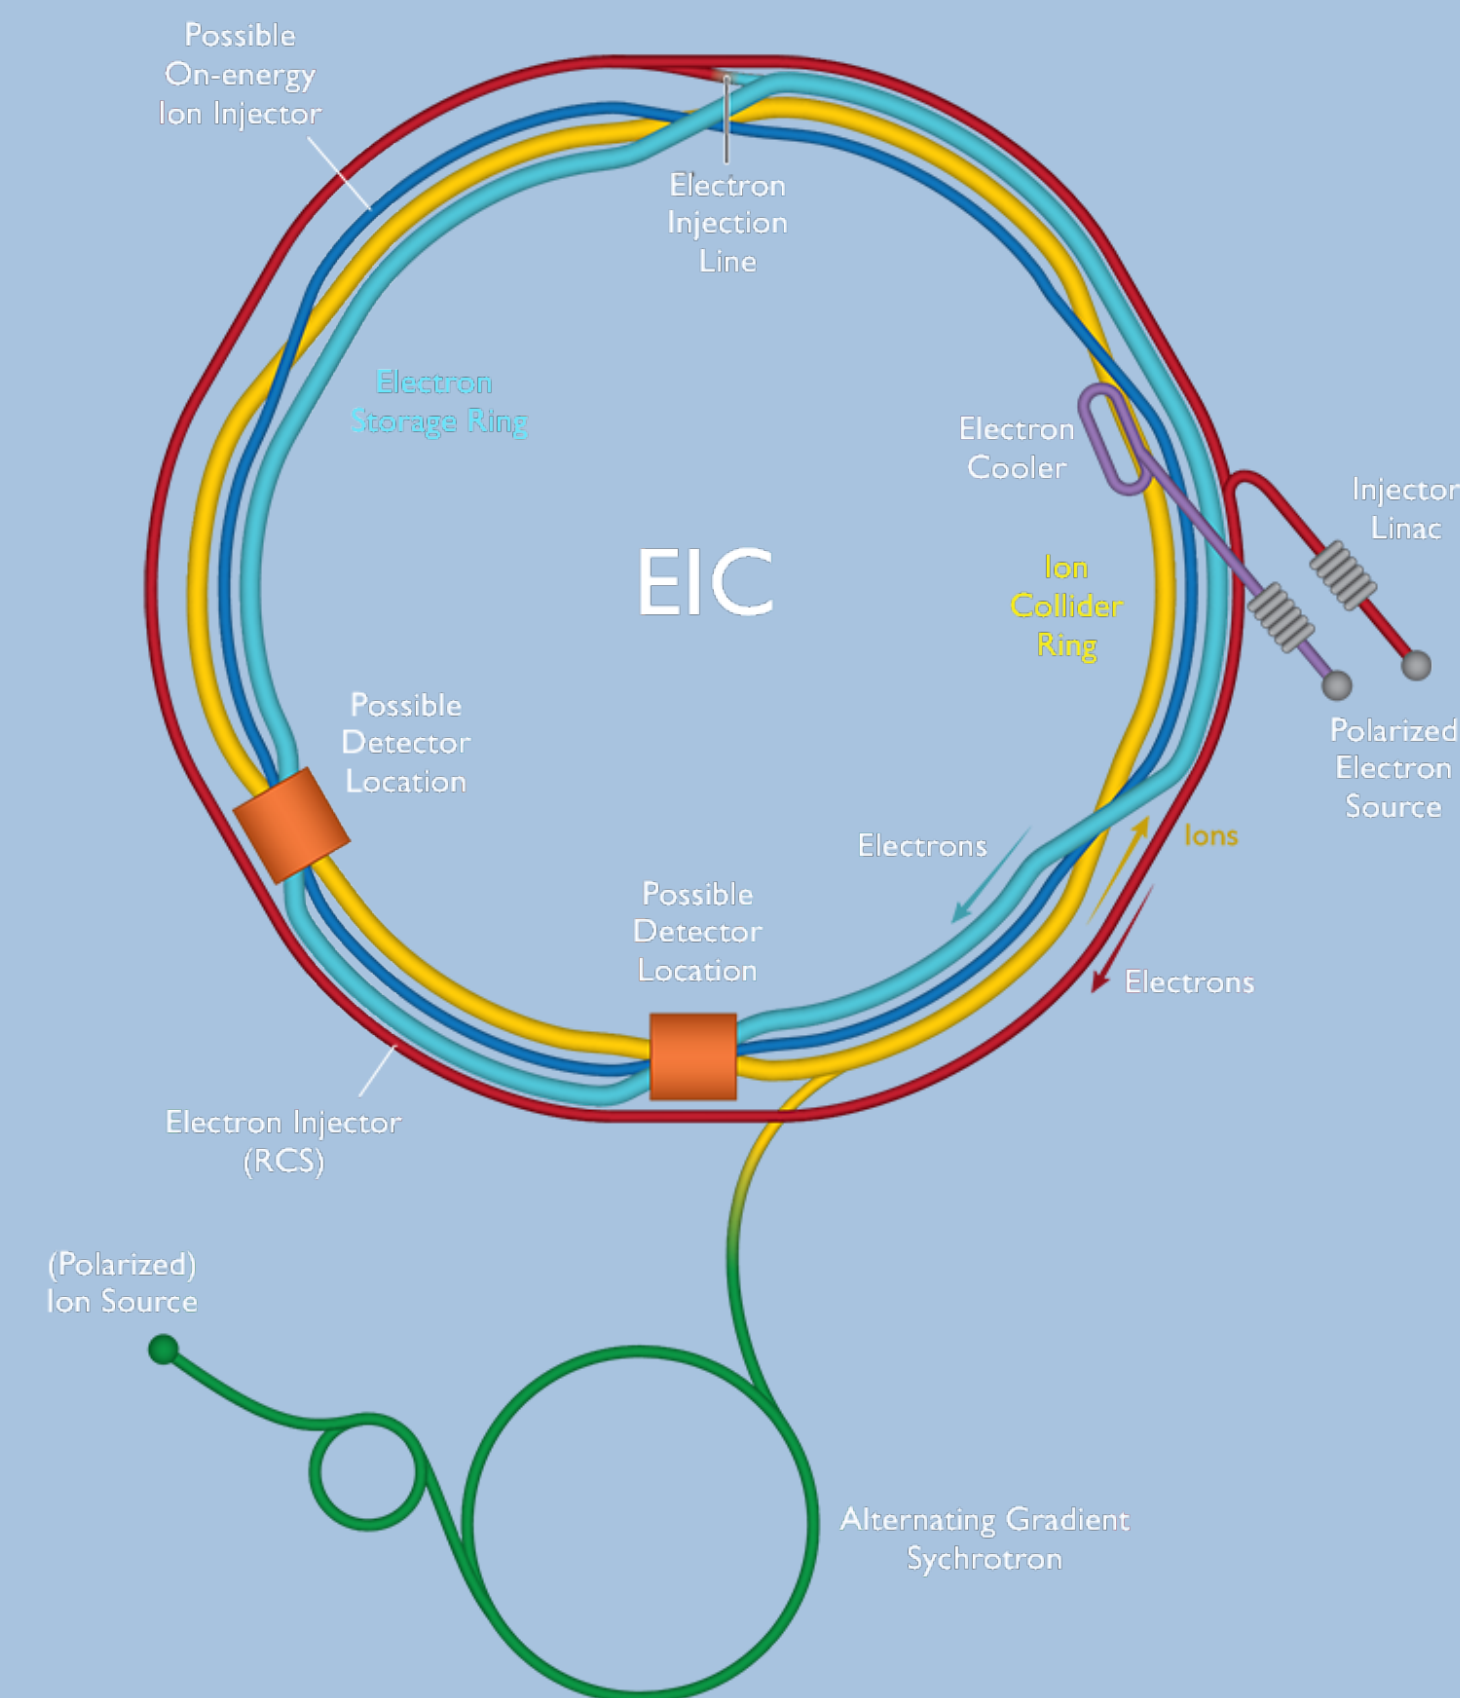 Possible
On-energy
Ion Injector
Electron
Injection
Line
Electron
Storage Ring
Electron
Cooler
Injector
Linac
EIC
Ion
Collider
Ring
Possible
Detector
Location
Polarized
Electron
Source
Electrons
Ions
Possible
Detector
Location
Electrons
Electron Injector
(RCS)
(Polarized)
Ion Source
Alternating Gradient
Sychrotron